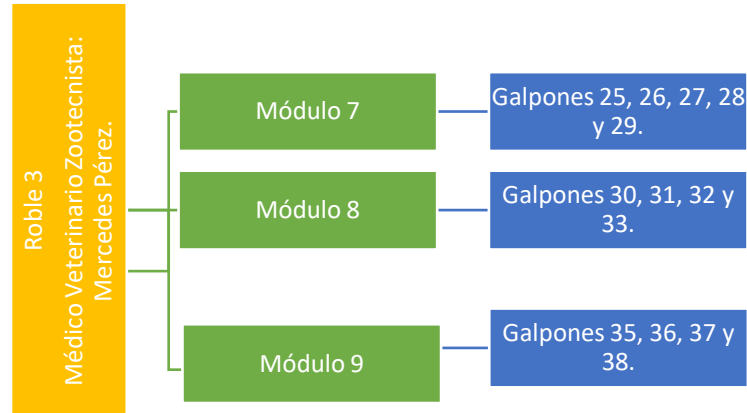 Roble 3
Médico Veterinario Zootecnista:
Mercedes Pérez.
Módulo 7
Galpones 25, 26, 27, 28
y 29.
Módulo 8
Galpones 30, 31, 32 y
33.
Módulo 9
Galpones 35, 36, 37 y
38.